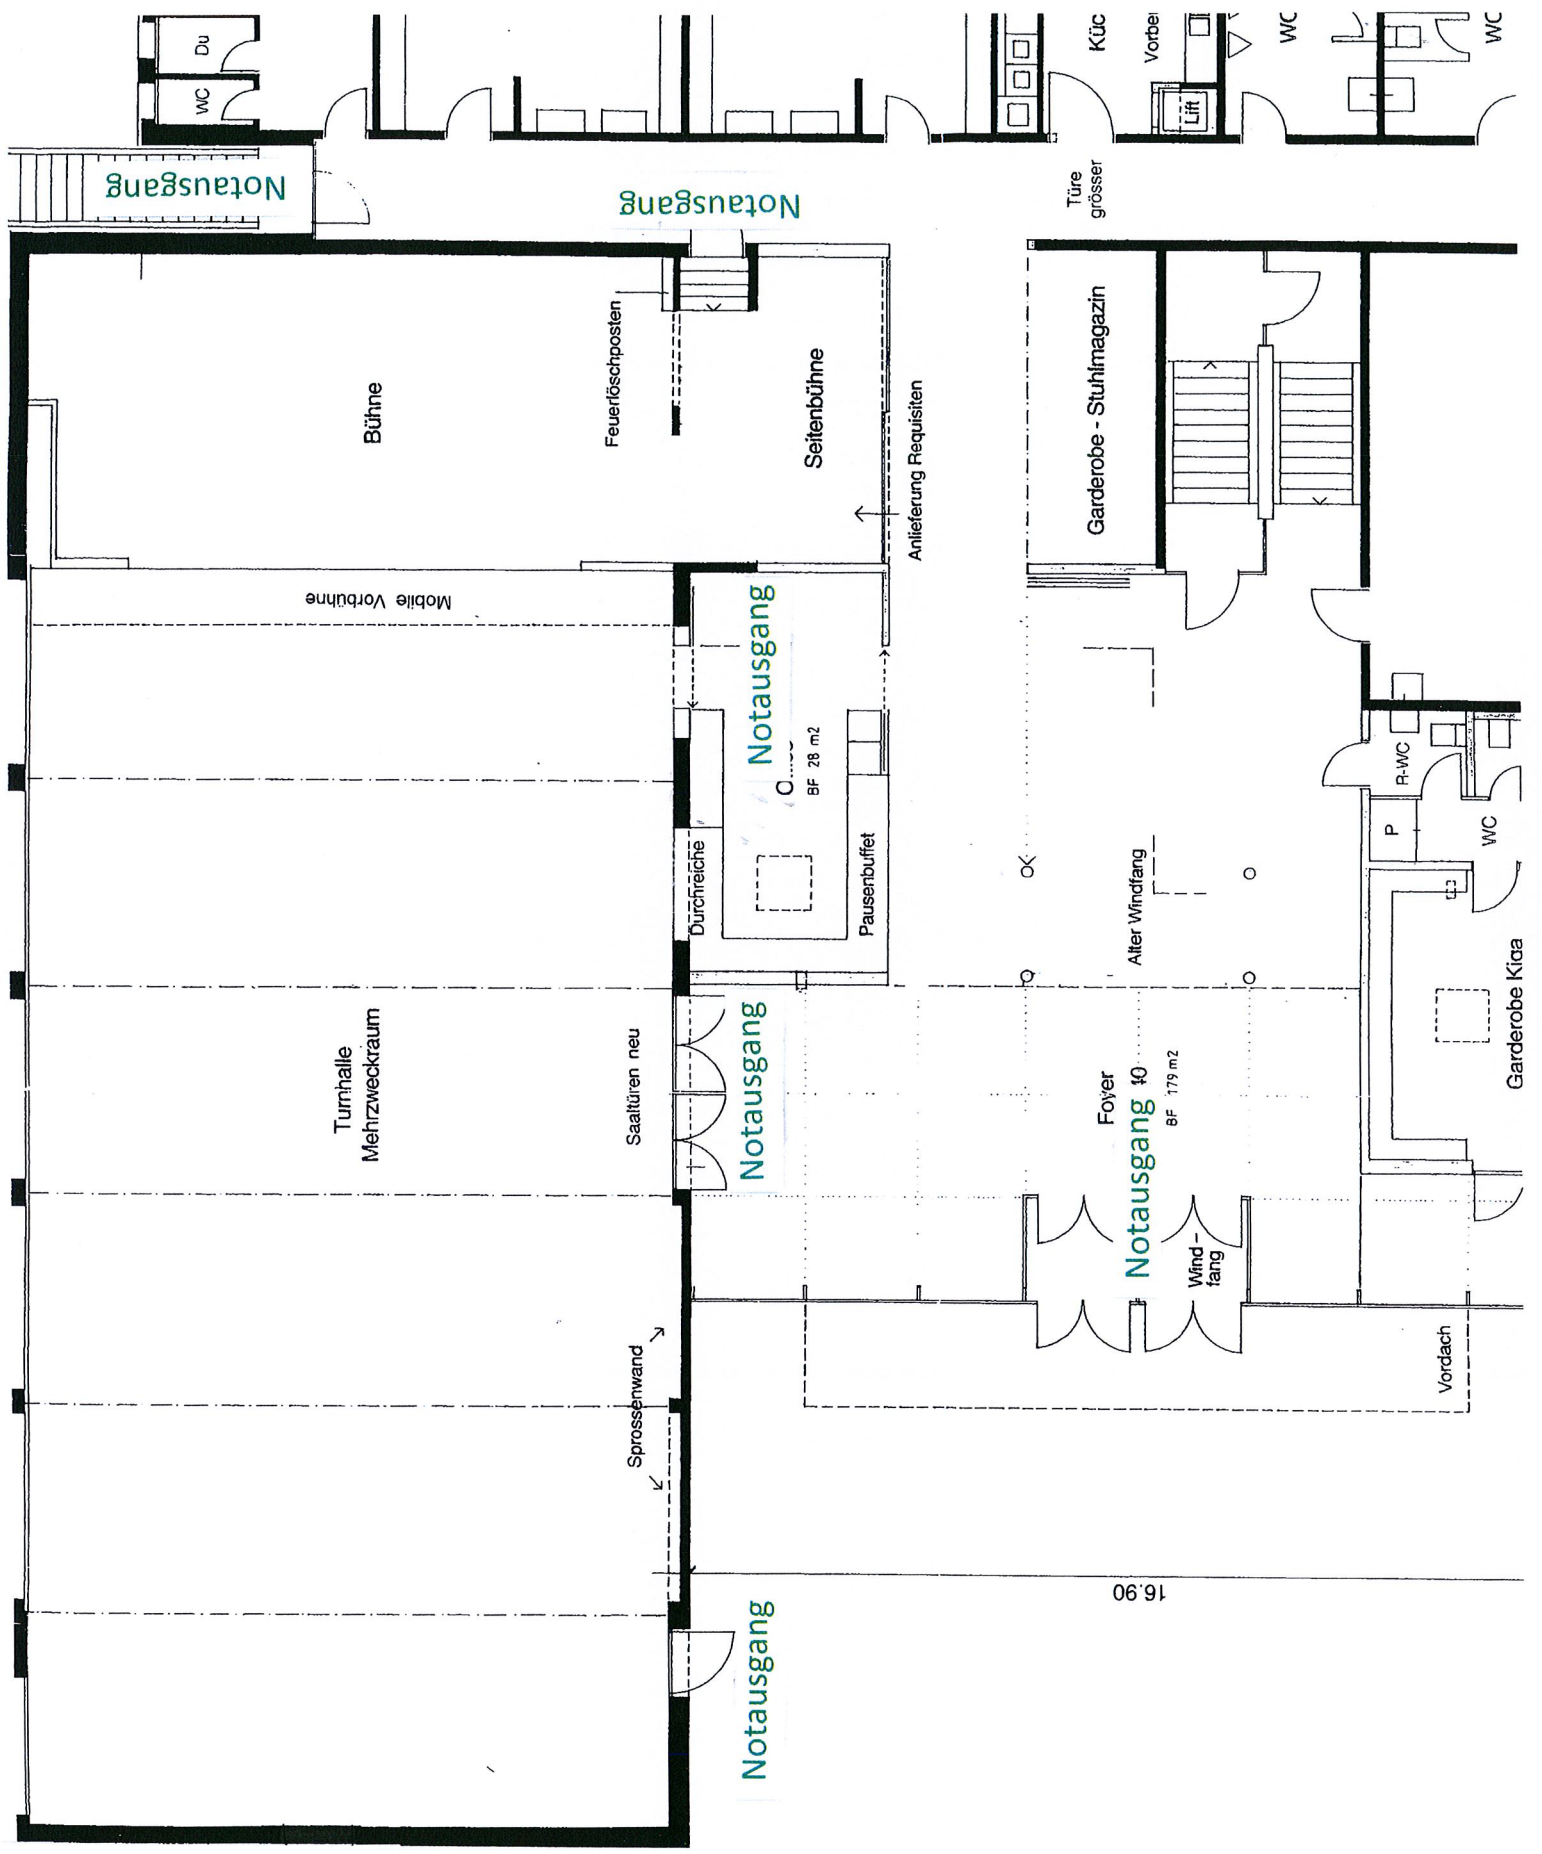 Du
WC
Küc
Vorbei
Lift
WC
WC
Notausgang
Notausgang
Türe
grösser
Bühne
Feuerlöschposten
Seitenbühne
Anlieferung Requisiten
Garderobe - Stuhlmagazin
Mobile Vorbühne
Notausgang
BF 28 m2
Durchreiche
Pausenbuffet
Alter Windfang
R-WC
P
WC
Garderobe Kiga
Turnhalle
Mehrzweckraum
Saaltüren neu
Notausgang
Foyer
Notausgang 10
BF 179 m2
Wind-
fang
Sprossenwand
Vordach
16.90
Notausgang